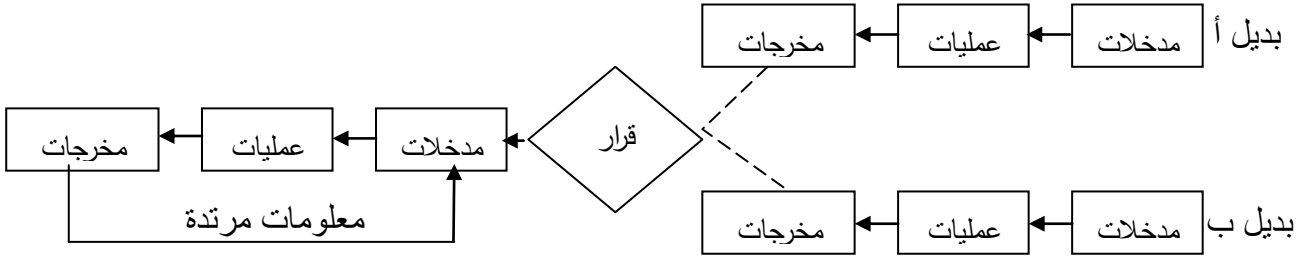 بديل أ
مدخلات
عمليات
مخرجات
قرار
مدخلات
عمليات
مخرجات
معلومات مرتدة
بديل ب
مدخلات
عمليات
مخرجات